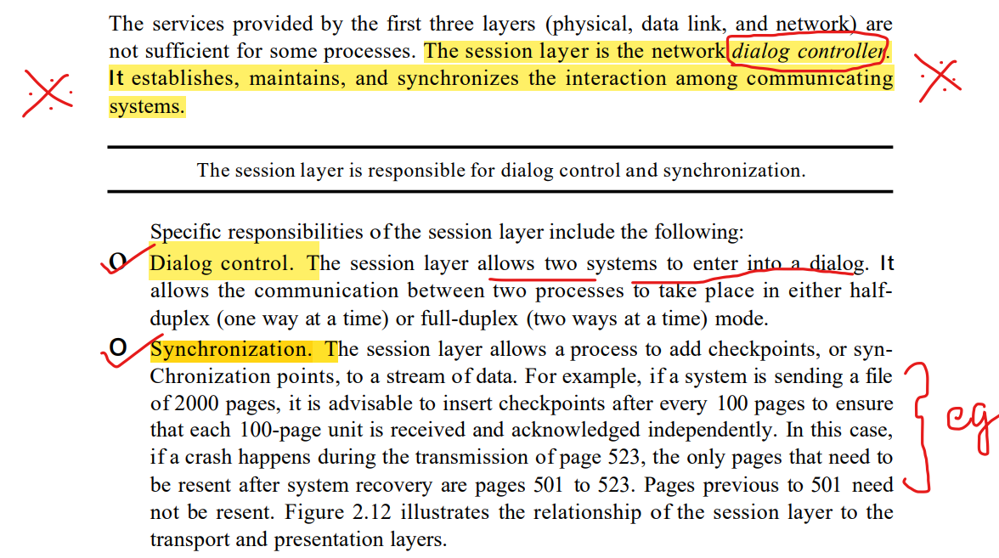 The services provided by the first three layers (physical, data link, and network) are
not sufficient for some processes. The session layer is the network dialog controller.
It establishes, maintains, and synchronizes the interaction among communicating
systems.
The session layer is responsible for dialog control and synchronization.
Specific responsibilities of the session layer include the following:
O Dialog control. The session layer allows two systems to enter into a dialog. It
allows the communication between two processes to take place in either half-
duplex (one way at a time) or full-duplex (two ways at a time) mode.
O Synchronization. The session layer allows a process to add checkpoints, or syn-
Chronization points, to a stream of data. For example, if a system is sending a file
of 2000 pages, it is advisable to insert checkpoints after every 100 pages to ensure
that each 100-page unit is received and acknowledged independently. In this case,
if a crash happens during the transmission of page 523, the only pages that need to
be resent after system recovery are pages 501 to 523. Pages previous to 501 need
not be resent. Figure 2.12 illustrates the relationship of the session layer to the
transport and presentation layers.
eg